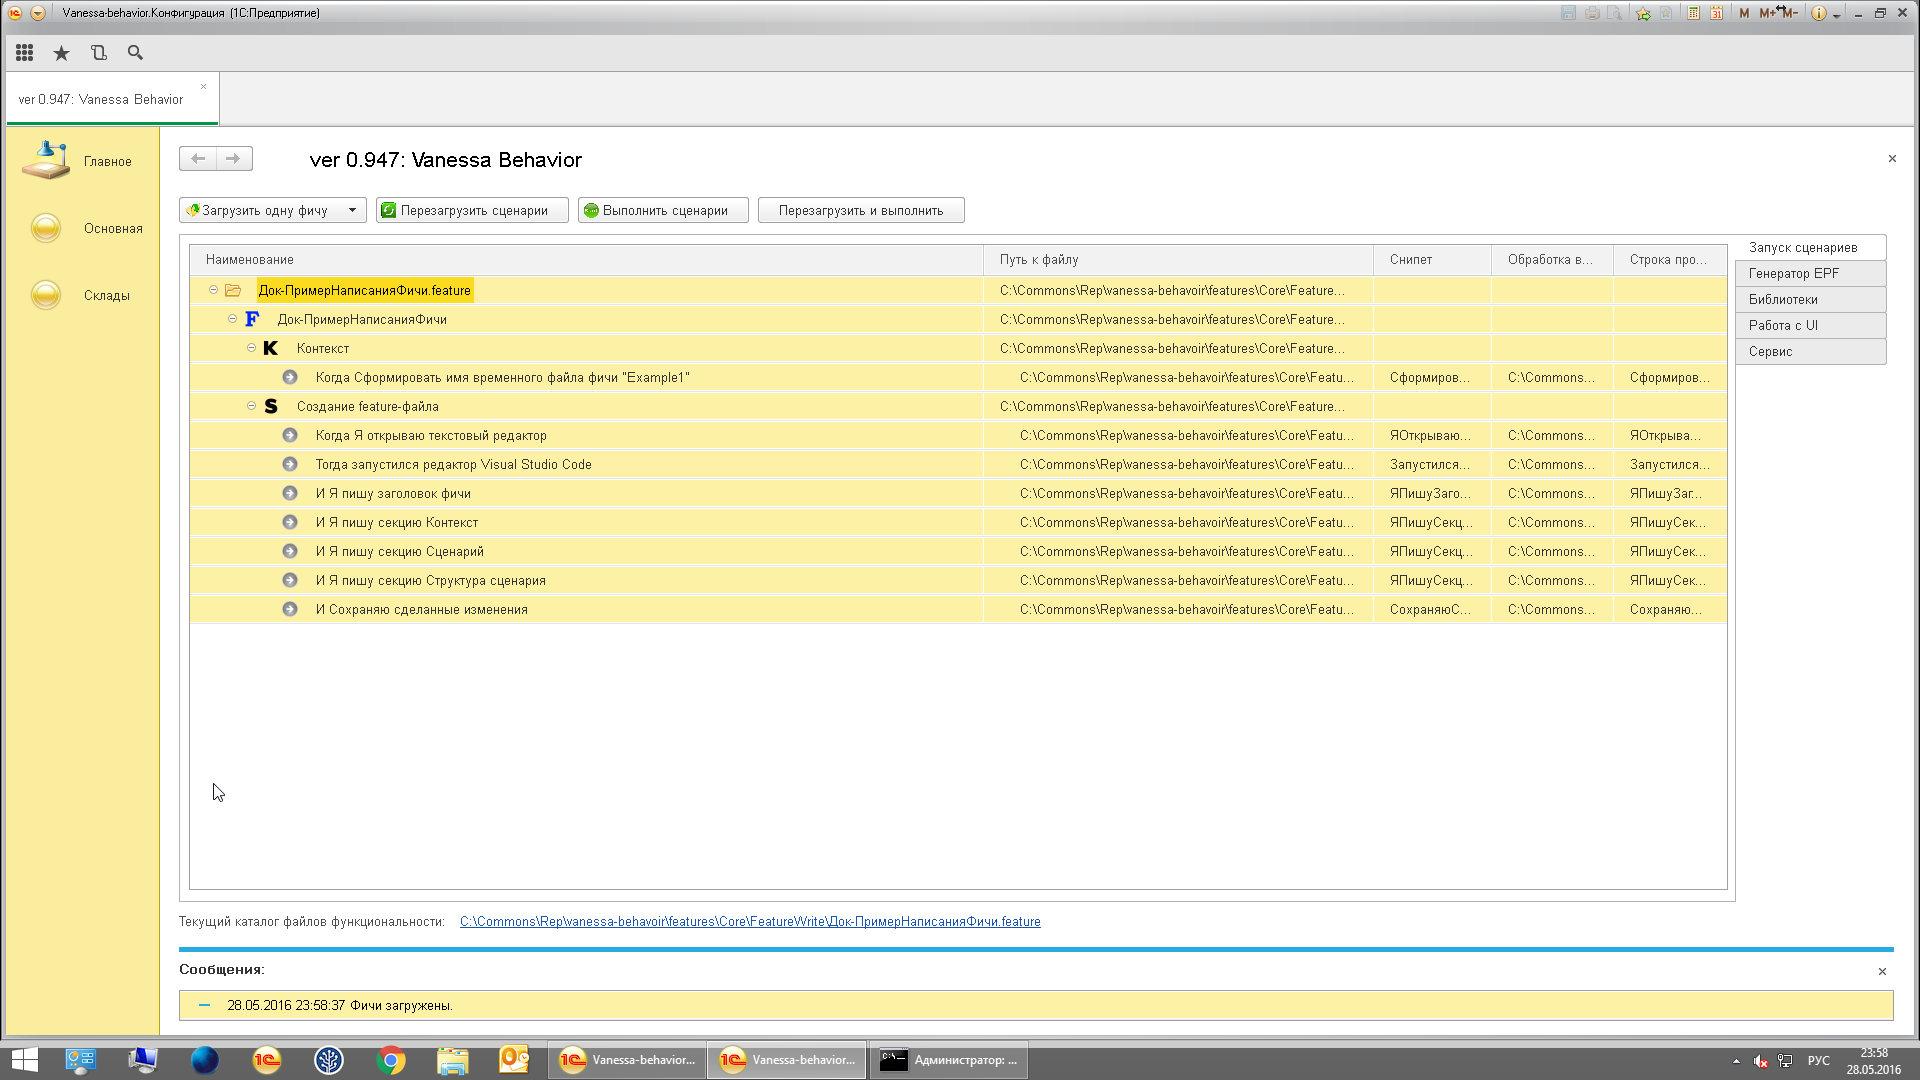 Vanessa-behavior.Конфигурация (1С:Предприятие)
31 M M+ M-
ver 0.947: Vanessa Behavior
Главное
Основная
Склады
ver 0.947: Vanessa Behavior
Загрузить одну фичу Перезагрузить сценарии Выполнить сценарии Перезагрузить и выполнить
Запуск сценариев
Генератор EPF
Библиотеки
Работа с UI
Сервис
Наименование Путь к файлу Снипет Обработка в... Строка про...
Док-ПримерНаписанияФичи.feature C:\Commons\Rep\vanessa-behavoir\features\Core\Feature...
F Док-ПримерНаписанияФичи C:\Commons\Rep\vanessa-behavoir\features\Core\Feature...
К Контекст C:\Commons\Rep\vanessa-behavoir\features\Core\Feature...
Когда Сформировать имя временного файла фичи "Example1" C:\Commons\Rep\vanessa-behavoir\features\Core\Featu... Сформиров... C:\Commons... Сформиров...
S Создание feature-файла C:\Commons\Rep\vanessa-behavoir\features\Core\Feature...
Когда Я открываю текстовый редактор C:\Commons\Rep\vanessa-behavoir\features\Core\Featu... ЯОткрываю... C:\Commons... ЯОткрыва...
Тогда запустился редактор Visual Studio Code C:\Commons\Rep\vanessa-behavoir\features\Core\Featu... Запустился... C:\Commons... Запустился...
И Я пишу заголовок фичи C:\Commons\Rep\vanessa-behavoir\features\Core\Featu... ЯПишуЗаго... C:\Commons... ЯПишуЗаг...
И Я пишу секцию Контекст C:\Commons\Rep\vanessa-behavoir\features\Core\Featu... ЯПишуСекц... C:\Commons... ЯПишуСек...
И Я пишу секцию Сценарий C:\Commons\Rep\vanessa-behavoir\features\Core\Featu... ЯПишуСекц... C:\Commons... ЯПишуСек...
И Я пишу секцию Структура сценария C:\Commons\Rep\vanessa-behavoir\features\Core\Featu... ЯПишуСекц... C:\Commons... ЯПишуСек...
И Сохраняю сделанные изменения C:\Commons\Rep\vanessa-behavoir\features\Core\Featu... СохраняюС... C:\Commons... Сохраняю...
Текущий каталог файлов функциональности: C:\Commons\Rep\vanessa-behavoir\features\Core\FeatureWrite\Док-ПримерНаписанияФичи.feature
Сообщения:
28.05.2016 23:58:37 Фичи загружены.
Vanessa-behavior... Vanessa-behavior... Администратор: ... РУС 23:58
28.05.2016